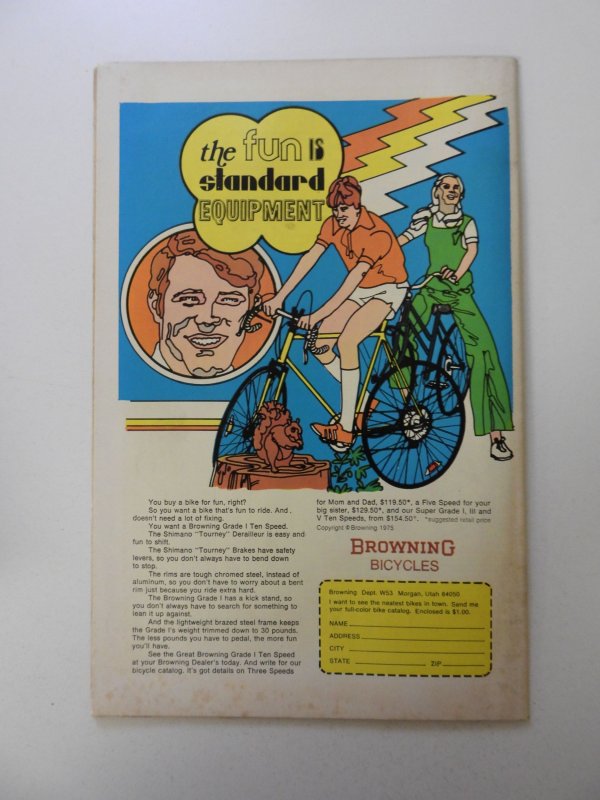 the fun IS
standard
EQUIPMENT
You buy a bike for fun, right?
So you want a bike that's fun to ride. And
doesn't need a lot of fixing.
You want a Browning Grade I Ten Speed.
The Shimano "Tourney" Derailleur is easy and
fun to shift.
The Shimano "Tourney" Brakes have safety
levers, so you don't always have to bend down
to stop.
The rims are tough chromed steel, instead of
aluminum, so you don't have to worry about a bent
rim just because you ride extra hard.
The Browning Grade I has a kick stand, so
you don't always have to search for something to
lean it up against.
And the lightweight brazed steel frame keeps
the Grade I's weight trimmed down to 30 pounds.
The less pounds you have to pedal, the more fun
you'll have.
See the Great Browning Grade I Ten Speed
at your Browning Dealer's today. And write for our
bicycle catalog. It's got details on Three Speeds
for Mom and Dad, $119.50*, a Five Speed for your
big sister, $129.50*, and our Super Grade I, III and
V Ten Speeds, from $154.50*. *suggested retail price
Copyright © Browning 1975
BROWNING
BICYCLES
Browning Dept. W53 Morgan, Utah 84050
I want to see the neatest bikes in town. Send me
your full-color bike catalog. Enclosed is $1.00.
NAME
ADDRESS
CITY
STATE ZIP